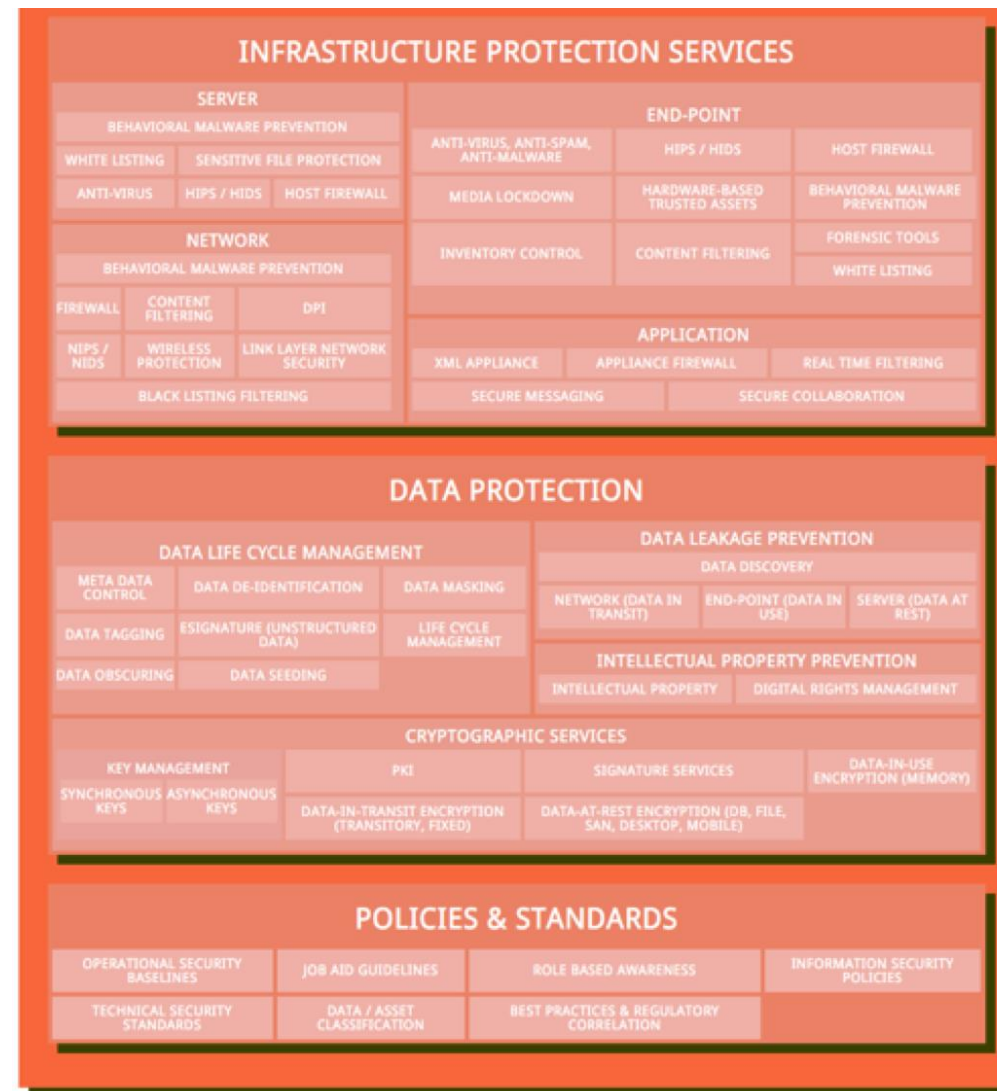 INFRASTRUCTURE PROTECTION SERVICES
SERVER
BEHAVIORAL MALWARE PREVENTION
WHITE LISTING
SENSITIVE FILE PROTECTION
ANTI-VIRUS
HIPS / HIDS
HOST FIREWALL
NETWORK
BEHAVIORAL MALWARE PREVENTION
FIREWALL
CONTENT
FILTERING
DPI
NIPS /
NIDS
WIRELESS
PROTECTION
LINK LAYER NETWORK
SECURITY
BLACK LISTING FILTERING
END-POINT
ANTI-VIRUS, ANTI-SPAM,
ANTI-MALWARE
HIPS / HIDS
HOST FIREWALL
MEDIA LOCKDOWN
HARDWARE-BASED
TRUSTED ASSETS
BEHAVIORAL MALWARE
PREVENTION
INVENTORY CONTROL
CONTENT FILTERING
FORENSIC TOOLS
WHITE LISTING
APPLICATION
XML APPLIANCE
APPLIANCE FIREWALL
REAL TIME FILTERING
SECURE MESSAGING
SECURE COLLABORATION
DATA PROTECTION
DATA LIFE CYCLE MANAGEMENT
META DATA
CONTROL
DATA DE-IDENTIFICATION
DATA MASKING
DATA TAGGING
ESIGNATURE (UNSTRUCTURED
DATA)
LIFE CYCLE
MANAGEMENT
DATA OBSCURING
DATA SEEDING
DATA LEAKAGE PREVENTION
DATA DISCOVERY
NETWORK (DATA IN
TRANSIT)
END-POINT (DATA IN
USE)
SERVER (DATA AT
REST)
INTELLECTUAL PROPERTY PREVENTION
INTELLECTUAL PROPERTY
DIGITAL RIGHTS MANAGEMENT
CRYPTOGRAPHIC SERVICES
KEY MANAGEMENT
SYNCHRONOUS
KEYS
ASYNCHRONOUS
KEYS
PKI
SIGNATURE SERVICES
DATA-IN-USE
ENCRYPTION (MEMORY)
DATA-IN-TRANSIT ENCRYPTION
(TRANSITORY, FIXED)
DATA-AT-REST ENCRYPTION (DB, FILE,
SAN, DESKTOP, MOBILE)
POLICIES & STANDARDS
OPERATIONAL SECURITY
BASELINES
JOB AID GUIDELINES
ROLE BASED AWARENESS
INFORMATION SECURITY
POLICIES
TECHNICAL SECURITY
STANDARDS
DATA / ASSET
CLASSIFICATION
BEST PRACTICES & REGULATORY
CORRELATION